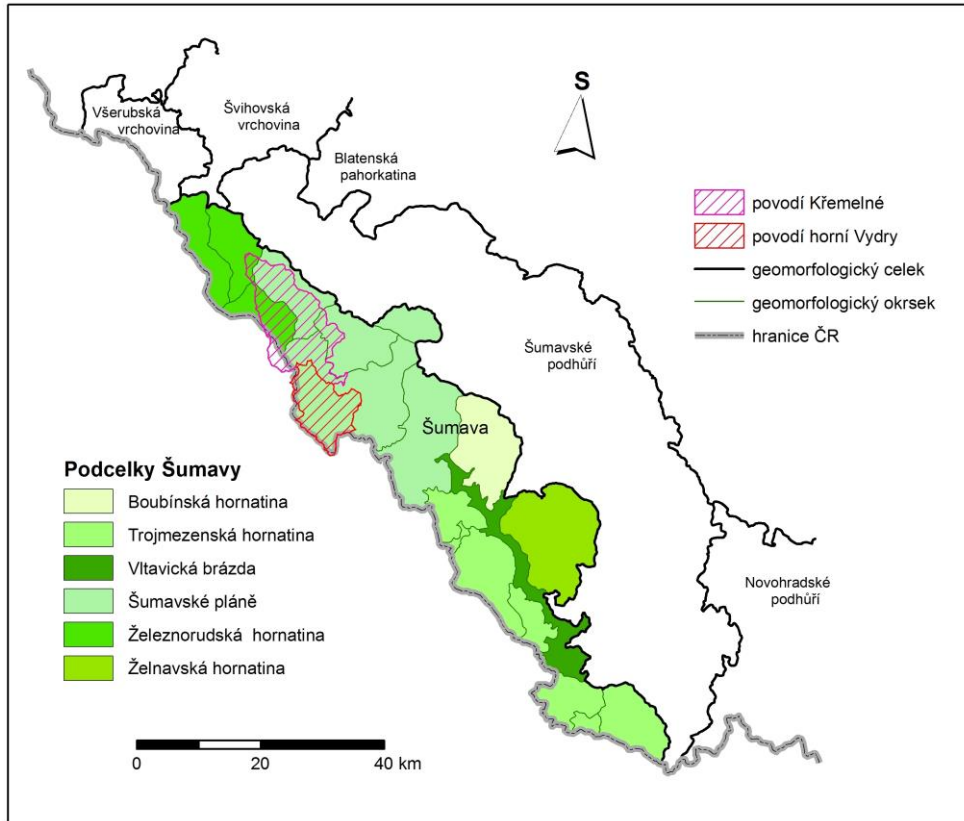 S
Všerubská
vrchovina
Švihovská
vrchovina
Blatenská
pahorkatina
povodí Křemelné
povodí horní Vydry
geomorfologický celek
geomorfologický okrsek
hranice ČR
Šumavské
podhůří
Šumava
Novohradské
podhůří
Podcelky Šumavy
Boubínská hornatina
Trojmezenská hornatina
Vltavická brázda
Šumavské pláně
Železnorudská hornatina
Želnavská hornatina
0 20 40 km